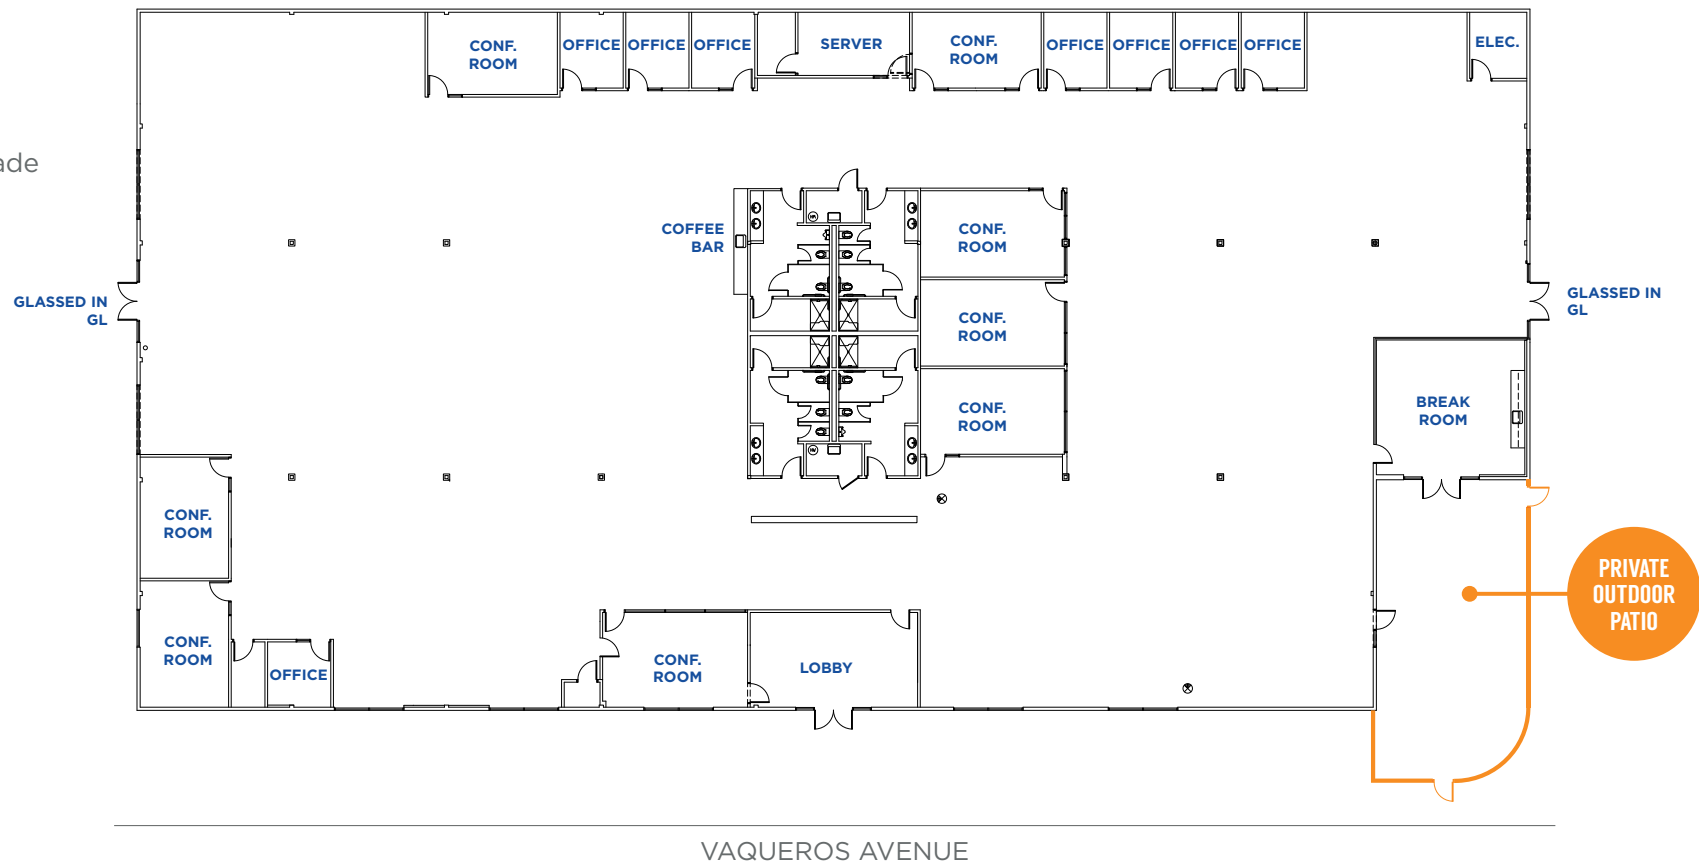 CONF.
ROOM
OFFICE
OFFICE
OFFICE
SERVER
CONF.
ROOM
OFFICE
OFFICE
OFFICE
OFFICE
ELEC.
ade
COFFEE
BAR
CONF.
ROOM
GLASSED IN
GL
CONF.
ROOM
GLASSED IN
GL
CONF.
ROOM
BREAK
ROOM
CONF.
ROOM
PRIVATE
OUTDOOR
PATIO
CONF.
ROOM
OFFICE
CONF.
ROOM
LOBBY
VAQUEROS AVENUE